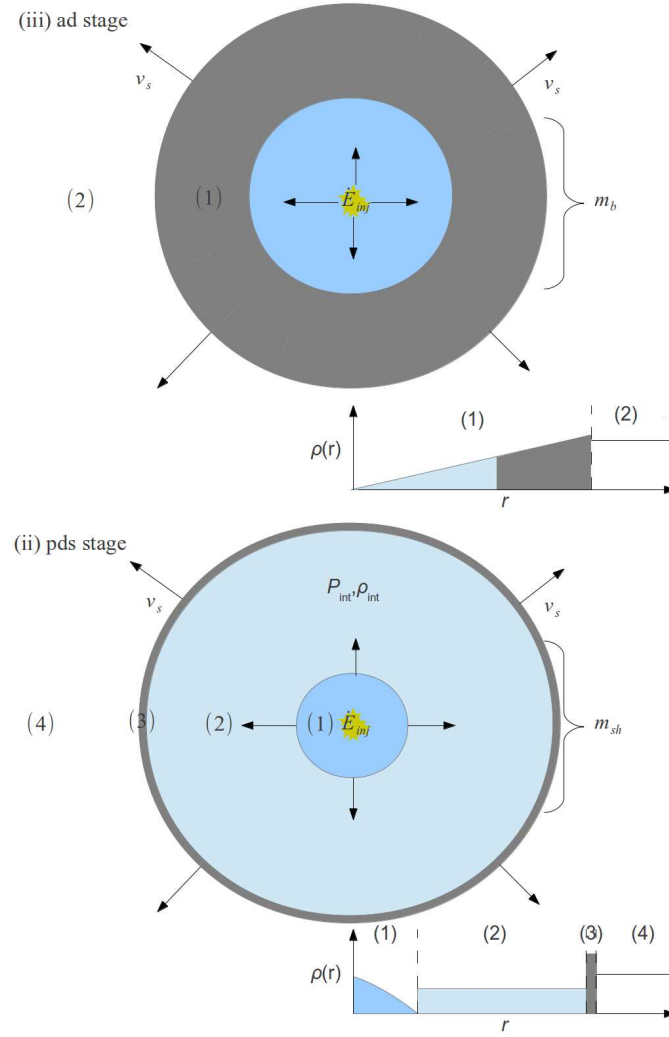 (iii) ad stage
v_s v_s
(2) (1) Ė_inj m_b
(1) (2)
ρ(r)
r
(ii) pds stage
P_int,ρ_int
v_s v_s
(4) (3) (2) (1) Ė_inj m_sh
(1) (2) (3) (4)
ρ(r)
r